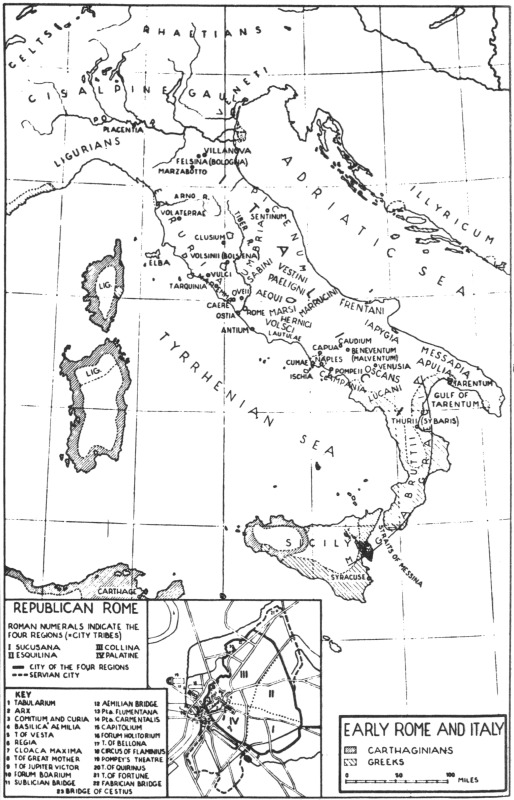 CELTS
RHAETIANS
CISALPINE GAUL
VENETI
PLACENTIA
LIGURIANS
VILLANOVA
FELSINA (BOLOGNA)
MARZABOTTO
ADRIATIC SEA
ILLYRICUM
ARNO R.
VOLATERRAE
TIBER R.
UMBRIA
PICENUM
SENTINUM
ETRURIA
CLUSIUM
ELBA
VOLSINII (BOLSENA)
SABINI
VESTINI
PAELIGNI
VULCI
TARQUINIA
VEII
CAERE
ROME
OSTIA
AEQUI
MARSI
MARRUCINI
HERNICI
VOLSCI
LAUTULAE
ANTIUM
FRENTANI
IAPYGIA
LIG.
LIG.
TYRRHENIAN SEA
CAUDIUM
CAPUA
BENEVENTUM
(MALVENTUM)
CUMAE
NAPLES
VENUSIA
POMPEII
OSCANS
ISCHIA
CAMPANIA
LUCANI
MESSAPIA
APULIA
TARENTUM
GULF OF
TARENTUM
THURII (SYBARIS)
BRUTTII
SICILY
STRAITS OF MESSINA
SYRACUSE
CARTHAGE
REPUBLICAN ROME
ROMAN NUMERALS INDICATE THE
FOUR REGIONS (=CITY TRIBES)
I SUCUSANA III COLLINA
II ESQUILINA IV PALATINE
CITY OF THE FOUR REGIONS
SERVIAN CITY
III
II
IV
I
KEY
1 TABULARIUM
2 ARX
3 COMITIUM AND CURIA
4 BASILICA AEMILIA
5 T OF VESTA
6 REGIA
7 CLOACA MAXIMA
8 T OF GREAT MOTHER
9 T OF JUPITER VICTOR
10 FORUM BOARIUM
11 SUBLICIAN BRIDGE
12 AEMILIAN BRIDGE
13 Pta. FLUMENTANA
14 Pta. CARMENTALIS
15 CAPITOLIUM
16 FORUM HOLITORIUM
17 T. OF BELLONA
18 CIRCUS OF FLAMINIUS
19 POMPEY'S THEATRE
20 T. OF QUIRINUS
21 T. OF FORTUNE
22 FABRICIAN BRIDGE
23 BRIDGE OF CESTIUS
EARLY ROME AND ITALY
CARTHAGINIANS
GREEKS
0 50 100
MILES